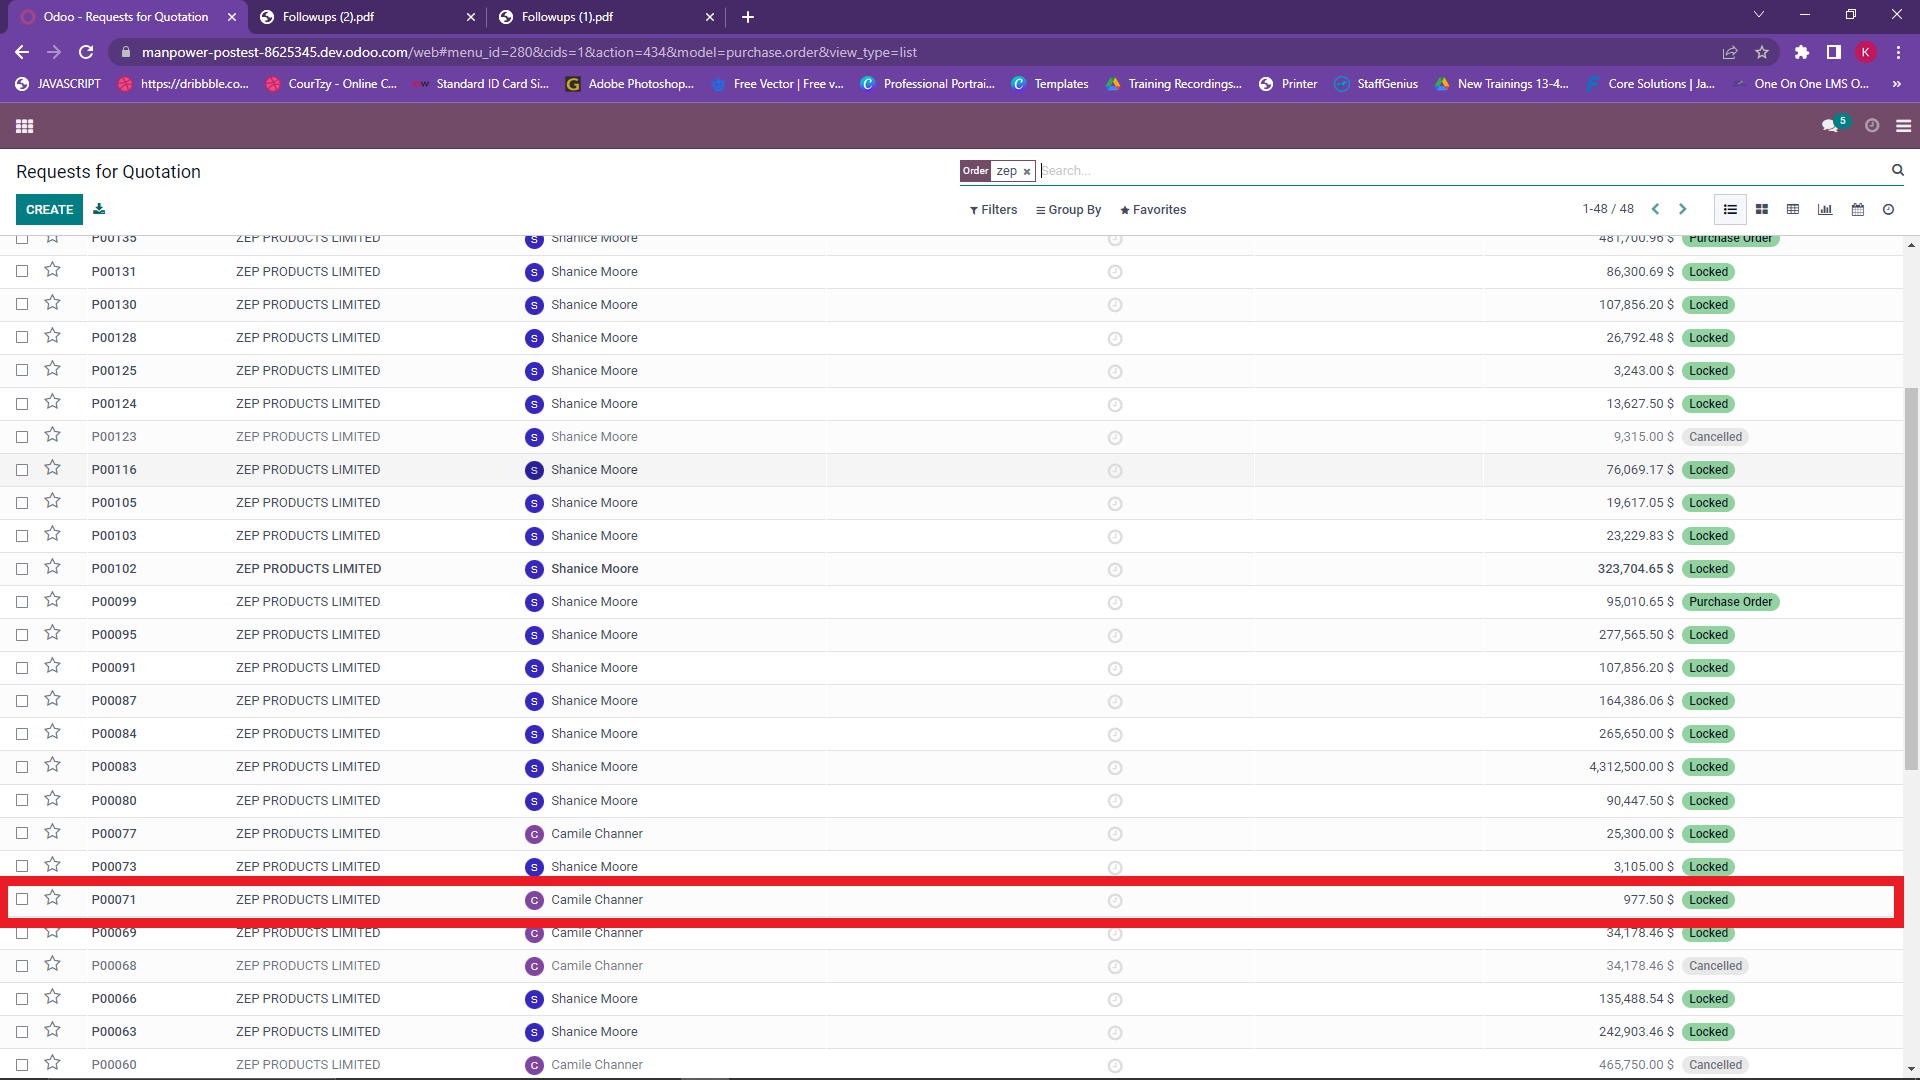 Odoo - Requests for Quotation
Followups (2).pdf
Followups (1).pdf
manpower-postest-8625345.dev.odoo.com/web#menu_id=280&cids=1&action=434&model=purchase.order&view_type=list
K
JAVASCRIPT https://dribbble.co... CourTzy - Online C... Standard ID Card Si... Adobe Photoshop... Free Vector | Free v... Professional Portrai... Templates Training Recordings... Printer StaffGenius New Trainings 13-4... Core Solutions | Ja... One On One LMS O... »
5
Requests for Quotation
Order zep × Search...
CREATE
Filters Group By Favorites
1-48 / 48
P00135 ZEP PRODUCTS LIMITED S Shanice Moore 481,700.96 $ Purchase Order
P00131 ZEP PRODUCTS LIMITED S Shanice Moore 86,300.69 $ Locked
P00130 ZEP PRODUCTS LIMITED S Shanice Moore 107,856.20 $ Locked
P00128 ZEP PRODUCTS LIMITED S Shanice Moore 26,792.48 $ Locked
P00125 ZEP PRODUCTS LIMITED S Shanice Moore 3,243.00 $ Locked
P00124 ZEP PRODUCTS LIMITED S Shanice Moore 13,627.50 $ Locked
P00123 ZEP PRODUCTS LIMITED S Shanice Moore 9,315.00 $ Cancelled
P00116 ZEP PRODUCTS LIMITED S Shanice Moore 76,069.17 $ Locked
P00105 ZEP PRODUCTS LIMITED S Shanice Moore 19,617.05 $ Locked
P00103 ZEP PRODUCTS LIMITED S Shanice Moore 23,229.83 $ Locked
P00102 ZEP PRODUCTS LIMITED S Shanice Moore 323,704.65 $ Locked
P00099 ZEP PRODUCTS LIMITED S Shanice Moore 95,010.65 $ Purchase Order
P00095 ZEP PRODUCTS LIMITED S Shanice Moore 277,565.50 $ Locked
P00091 ZEP PRODUCTS LIMITED S Shanice Moore 107,856.20 $ Locked
P00087 ZEP PRODUCTS LIMITED S Shanice Moore 164,386.06 $ Locked
P00084 ZEP PRODUCTS LIMITED S Shanice Moore 265,650.00 $ Locked
P00083 ZEP PRODUCTS LIMITED S Shanice Moore 4,312,500.00 $ Locked
P00080 ZEP PRODUCTS LIMITED S Shanice Moore 90,447.50 $ Locked
P00077 ZEP PRODUCTS LIMITED C Camile Channer 25,300.00 $ Locked
P00073 ZEP PRODUCTS LIMITED S Shanice Moore 3,105.00 $ Locked
P00071 ZEP PRODUCTS LIMITED C Camile Channer 977.50 $ Locked
P00069 ZEP PRODUCTS LIMITED C Camile Channer 34,178.46 $ Locked
P00068 ZEP PRODUCTS LIMITED C Camile Channer 34,178.46 $ Cancelled
P00066 ZEP PRODUCTS LIMITED S Shanice Moore 135,488.54 $ Locked
P00063 ZEP PRODUCTS LIMITED S Shanice Moore 242,903.46 $ Locked
P00060 ZEP PRODUCTS LIMITED C Camile Channer 465,750.00 $ Cancelled